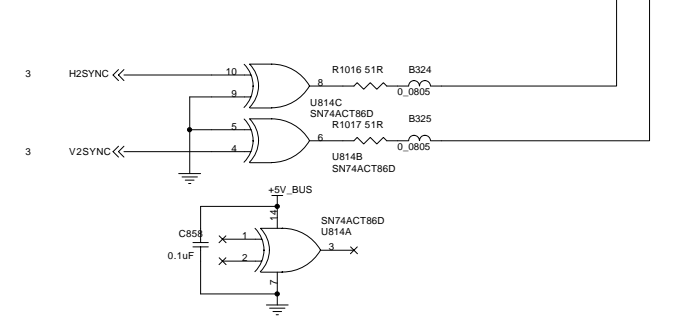 R1016 51R
B324
3
H2SYNC
10
8
9
0_0805
U814C
SN74ACT86D
R1017 51R
B325
5
6
3
V2SYNC
4
0_0805
U814B
SN74ACT86D
+5V_BUS
14
SN74ACT86D
U814A
C858
1
3
0.1uF
2
7